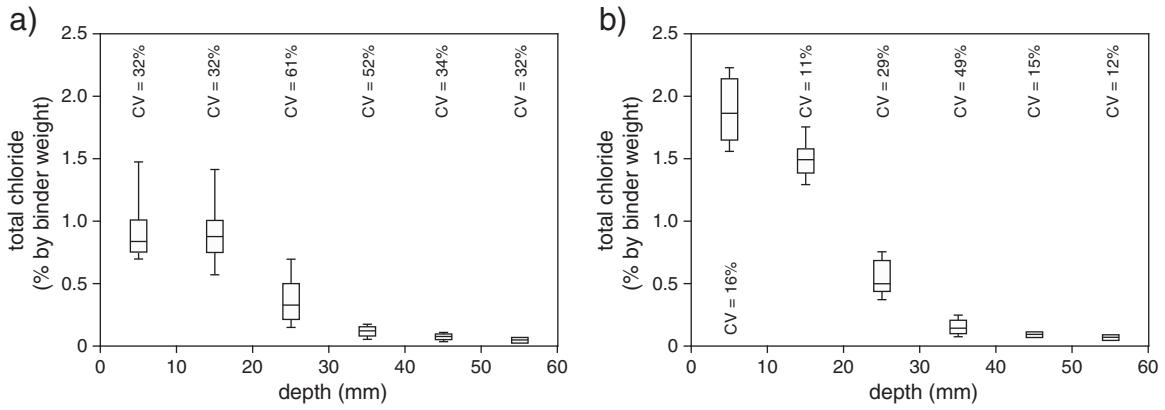 a)
2.5
2.0
1.5
1.0
0.5
0
total chloride
(% by binder weight)
CV = 32%
CV = 32%
CV = 61%
CV = 52%
CV = 34%
CV = 32%
0 10 20 30 40 50 60
depth (mm)
b)
2.5
2.0
1.5
1.0
0.5
0
total chloride
(% by binder weight)
CV = 16%
CV = 11%
CV = 29%
CV = 49%
CV = 15%
CV = 12%
0 10 20 30 40 50 60
depth (mm)